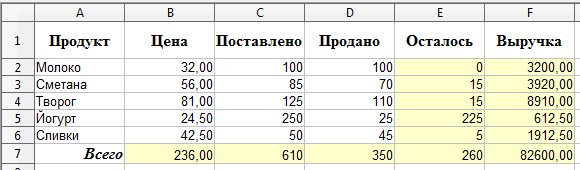 A B C D E F
1 Продукт Цена Поставлено Продано Осталось Выручка
2 Молоко 32,00 100 100 0 3200,00
3 Сметана 56,00 85 70 15 3920,00
4 Творог 81,00 125 110 15 8910,00
5 Йогурт 24,50 250 25 225 612,50
6 Сливки 42,50 50 45 5 1912,50
7 Всего 236,00 610 350 260 82600,00